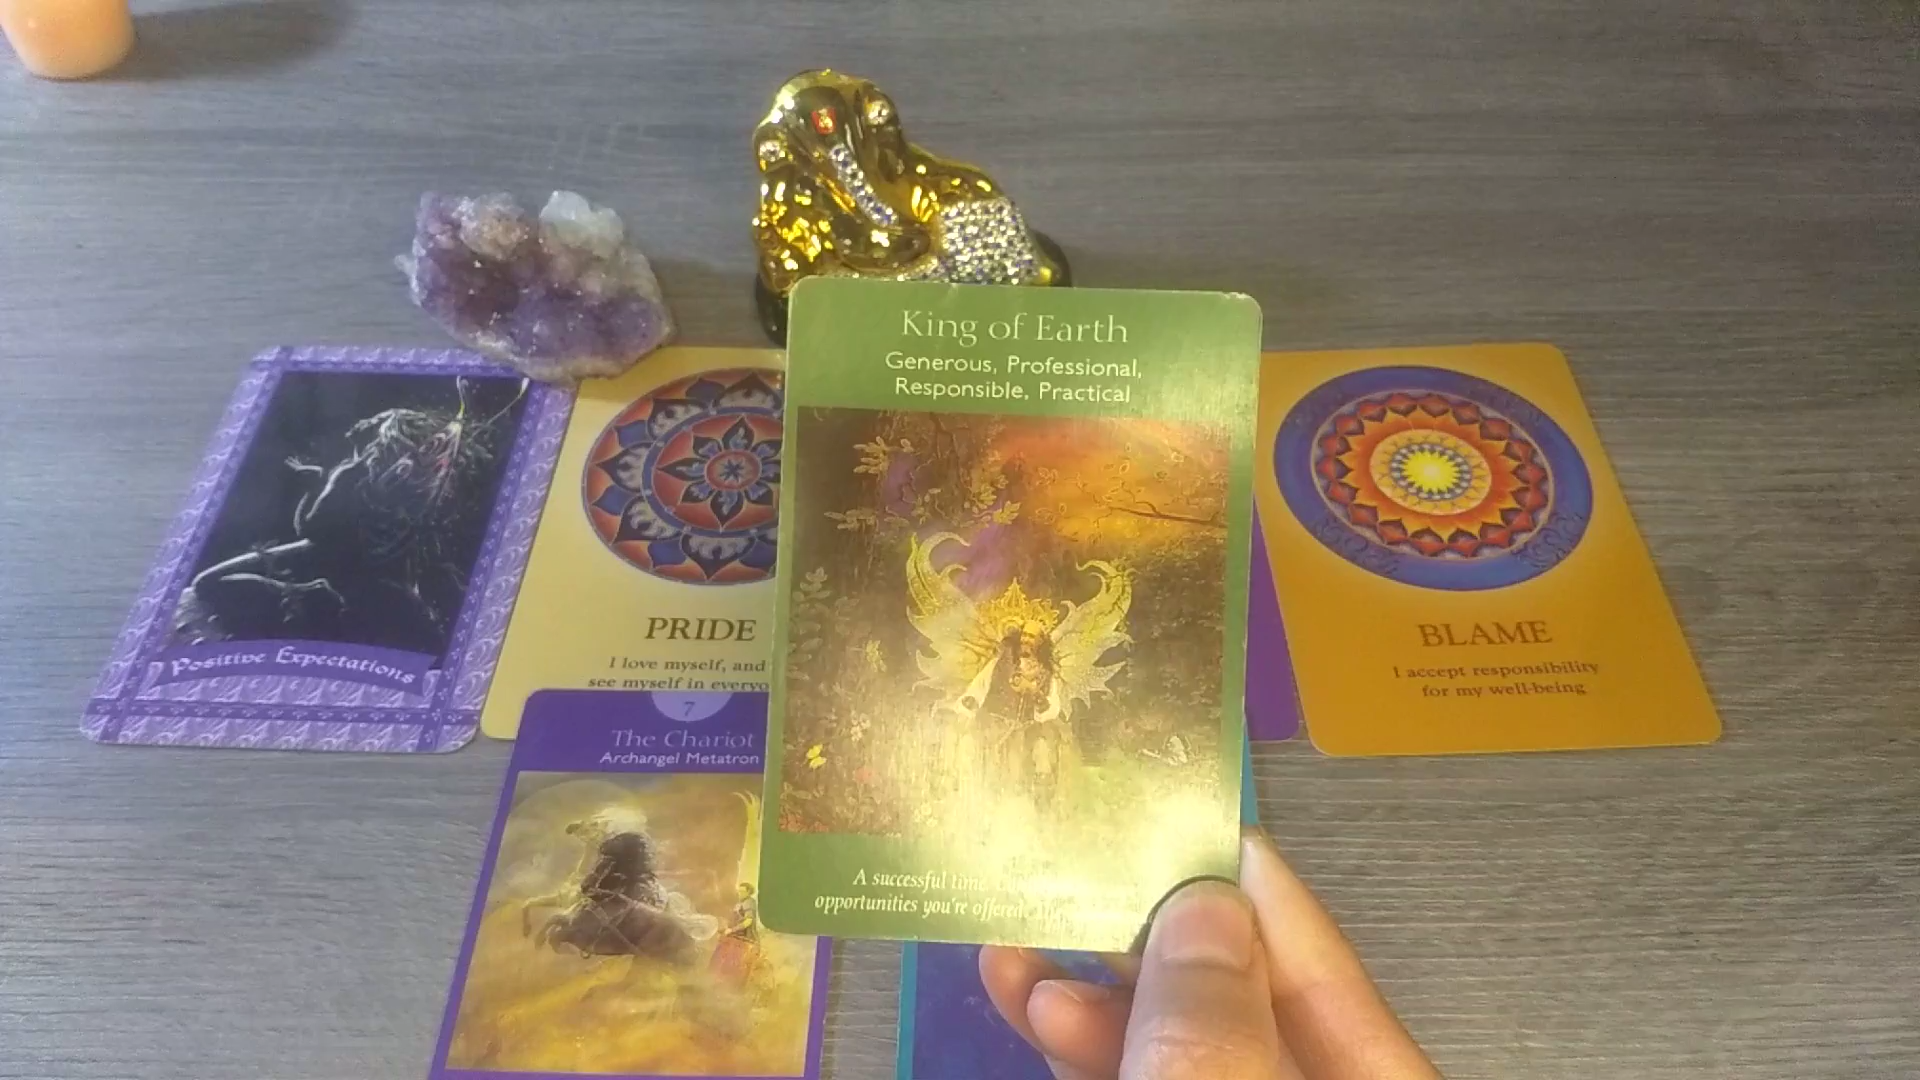 King of Earth
Generous, Professional,
Responsible, Practical
A successful time.
opportunities you're offered.
Positive Expectations
PRIDE
I love myself, and
see myself in everyo
7
The Chariot
Archangel Metatron
BLAME
I accept responsibility
for my well-being